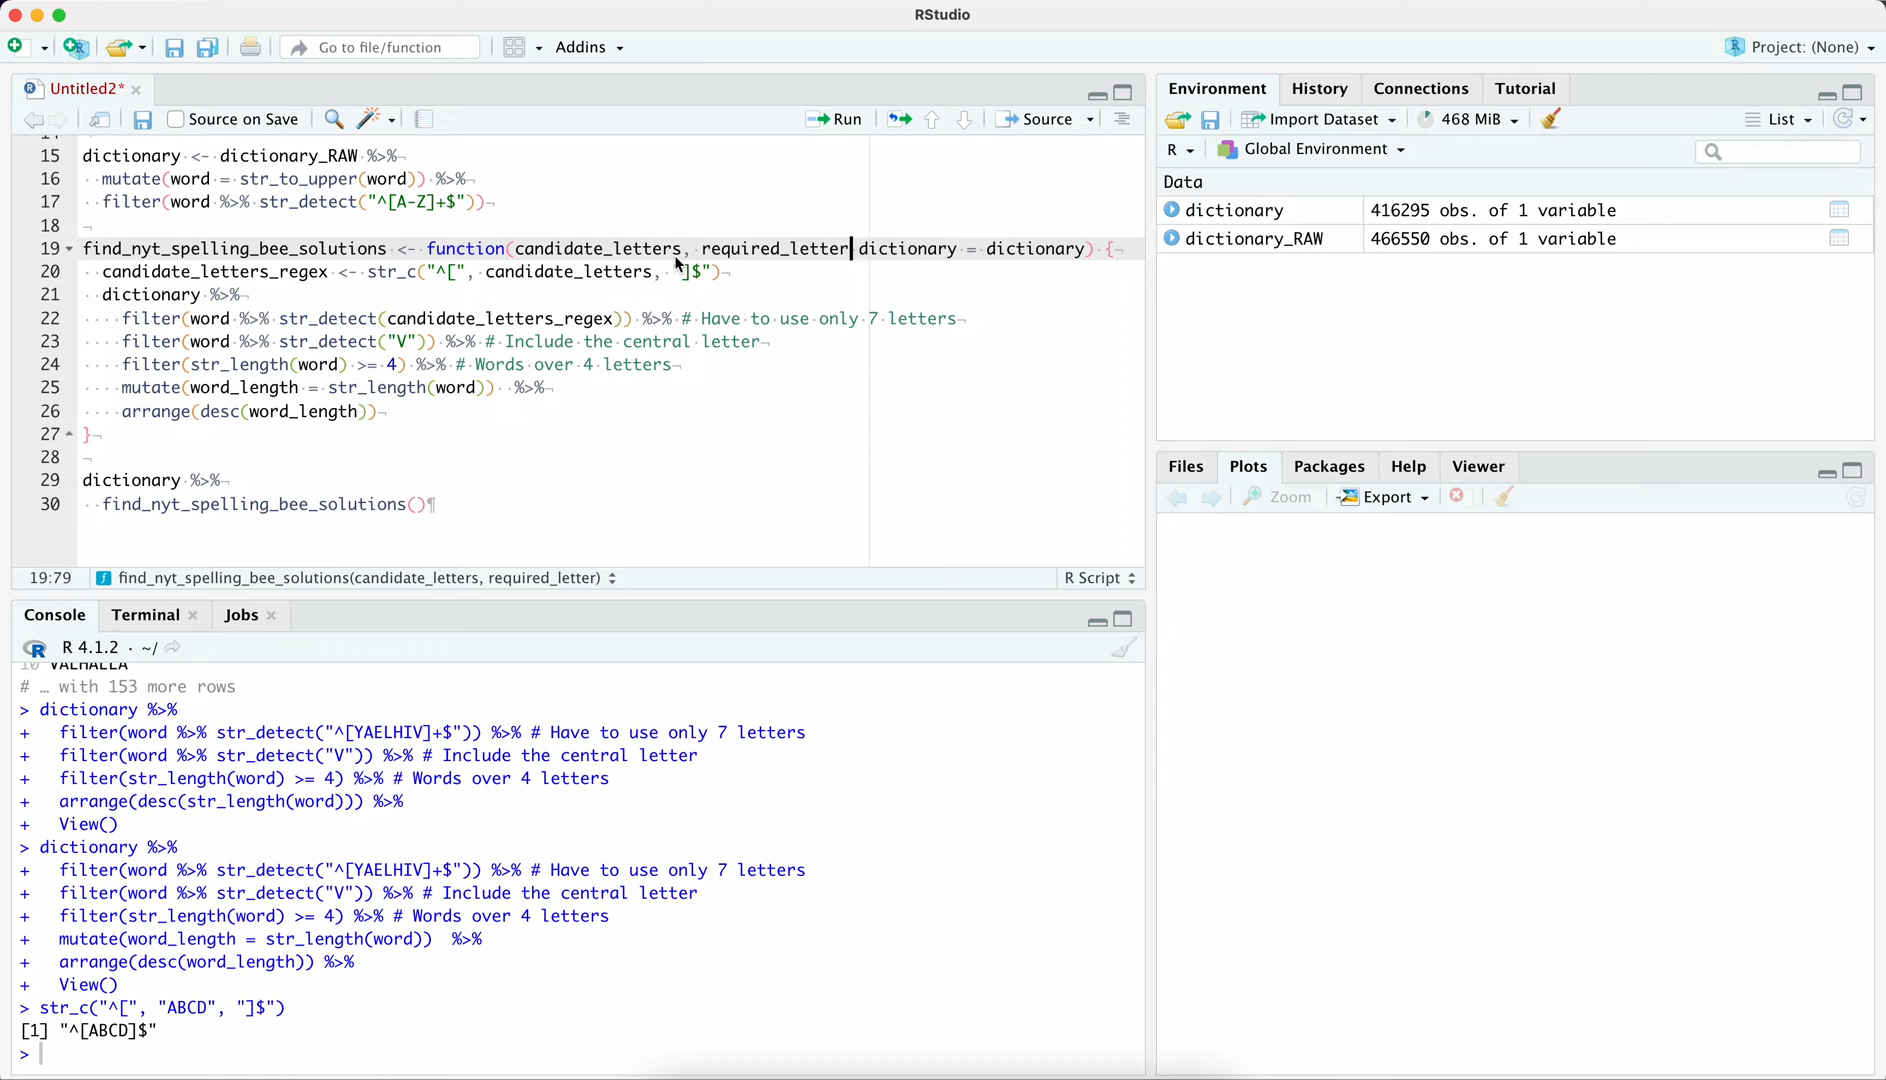 RStudio
Go to file/function
Addins
Project: (None)
Untitled2*
Source on Save
Run
Source
15 dictionary <- dictionary_RAW %>%
16 mutate(word = str_to_upper(word)) %>%
17 filter(word %>% str_detect("^[A-Z]+$"))
18
19 find_nyt_spelling_bee_solutions <- function(candidate_letters, required_letter dictionary = dictionary) {
20 candidate_letters_regex <- str_c("^[", candidate_letters, "]$")
21 dictionary %>%
22 filter(word %>% str_detect(candidate_letters_regex)) %>% # Have to use only 7 letters
23 filter(word %>% str_detect("V")) %>% # Include the central letter
24 filter(str_length(word) >= 4) %>% # Words over 4 letters
25 mutate(word_length = str_length(word)) %>%
26 arrange(desc(word_length))
27 }
28
29 dictionary %>%
30 find_nyt_spelling_bee_solutions()
19:79 find_nyt_spelling_bee_solutions(candidate_letters, required_letter) R Script
Console Terminal Jobs
R 4.1.2 · ~/
10 VALHALLA
# … with 153 more rows
> dictionary %>%
+ filter(word %>% str_detect("^[YAELHIV]+$")) %>% # Have to use only 7 letters
+ filter(word %>% str_detect("V")) %>% # Include the central letter
+ filter(str_length(word) >= 4) %>% # Words over 4 letters
+ arrange(desc(str_length(word))) %>%
+ View()
> dictionary %>%
+ filter(word %>% str_detect("^[YAELHIV]+$")) %>% # Have to use only 7 letters
+ filter(word %>% str_detect("V")) %>% # Include the central letter
+ filter(str_length(word) >= 4) %>% # Words over 4 letters
+ mutate(word_length = str_length(word)) %>%
+ arrange(desc(word_length)) %>%
+ View()
> str_c("^[", "ABCD", "]$")
[1] "^[ABCD]$"
>
Environment History Connections Tutorial
Import Dataset 468 MiB List
R Global Environment
Data
dictionary 416295 obs. of 1 variable
dictionary_RAW 466550 obs. of 1 variable
Files Plots Packages Help Viewer
Zoom Export